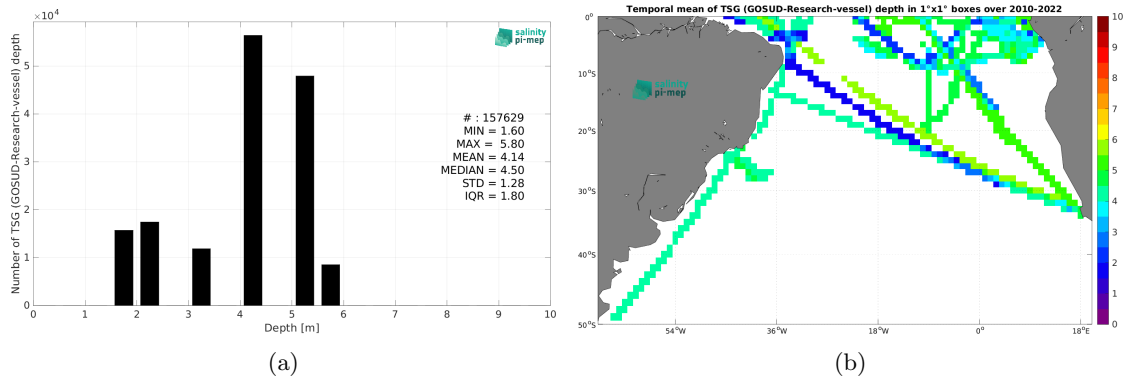 ×10⁴
Number of TSG (GOSUD-Research-vessel) depth
5
4
3
2
1
0
0 1 2 3 4 5 6 7 8 9 10
Depth [m]
salinity
pi-mep
# : 157629
MIN = 1.60
MAX = 5.80
MEAN = 4.14
MEDIAN = 4.50
STD = 1.28
IQR = 1.80
(a)
Temporal mean of TSG (GOSUD-Research-vessel) depth in 1°x1° boxes over 2010-2022
0°
10°S
20°S
30°S
40°S
50°S
54°W 36°W 18°W 0° 18°E
salinity
pi-mep
10
9
8
7
6
5
4
3
2
1
0
(b)